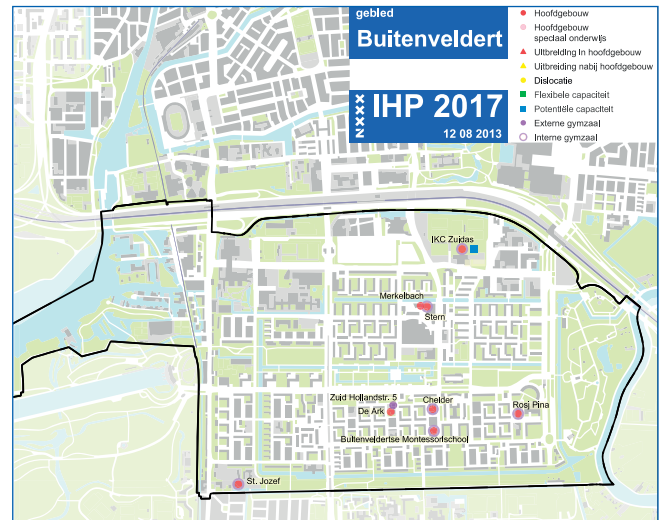 gebied
Buitenveldert
XXX
N
IHP 2017
12 08 2013
Hoofdgebouw
Hoofdgebouw
speciaal onderwijs
Uitbreiding in hoofdgebouw
Uitbreiding nabij hoofdgebouw
Dislocatie
Flexibele capaciteit
Potentiële capaciteit
Externe gymzaal
Interne gymzaal
IKC Zuidas
Merkelbach
Stern
Zuid Hollandstr. 5
De Ark
Cheider
Rosj Pina
Buitenveldertse Montessorischool
St. Jozef